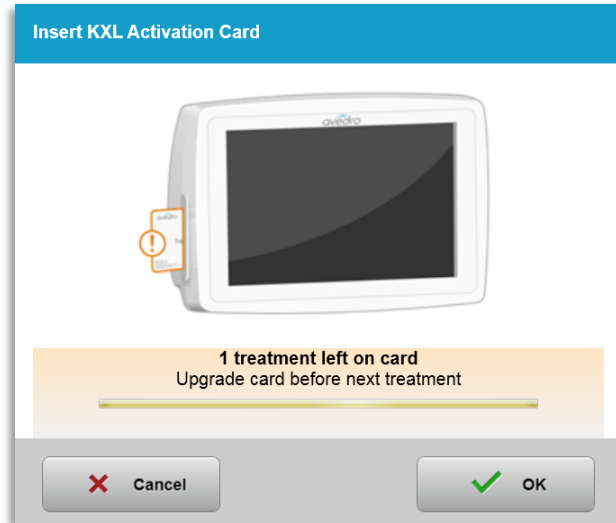 Insert KXL Activation Card
avedro
1 treatment left on card
Upgrade card before next treatment
Cancel
OK